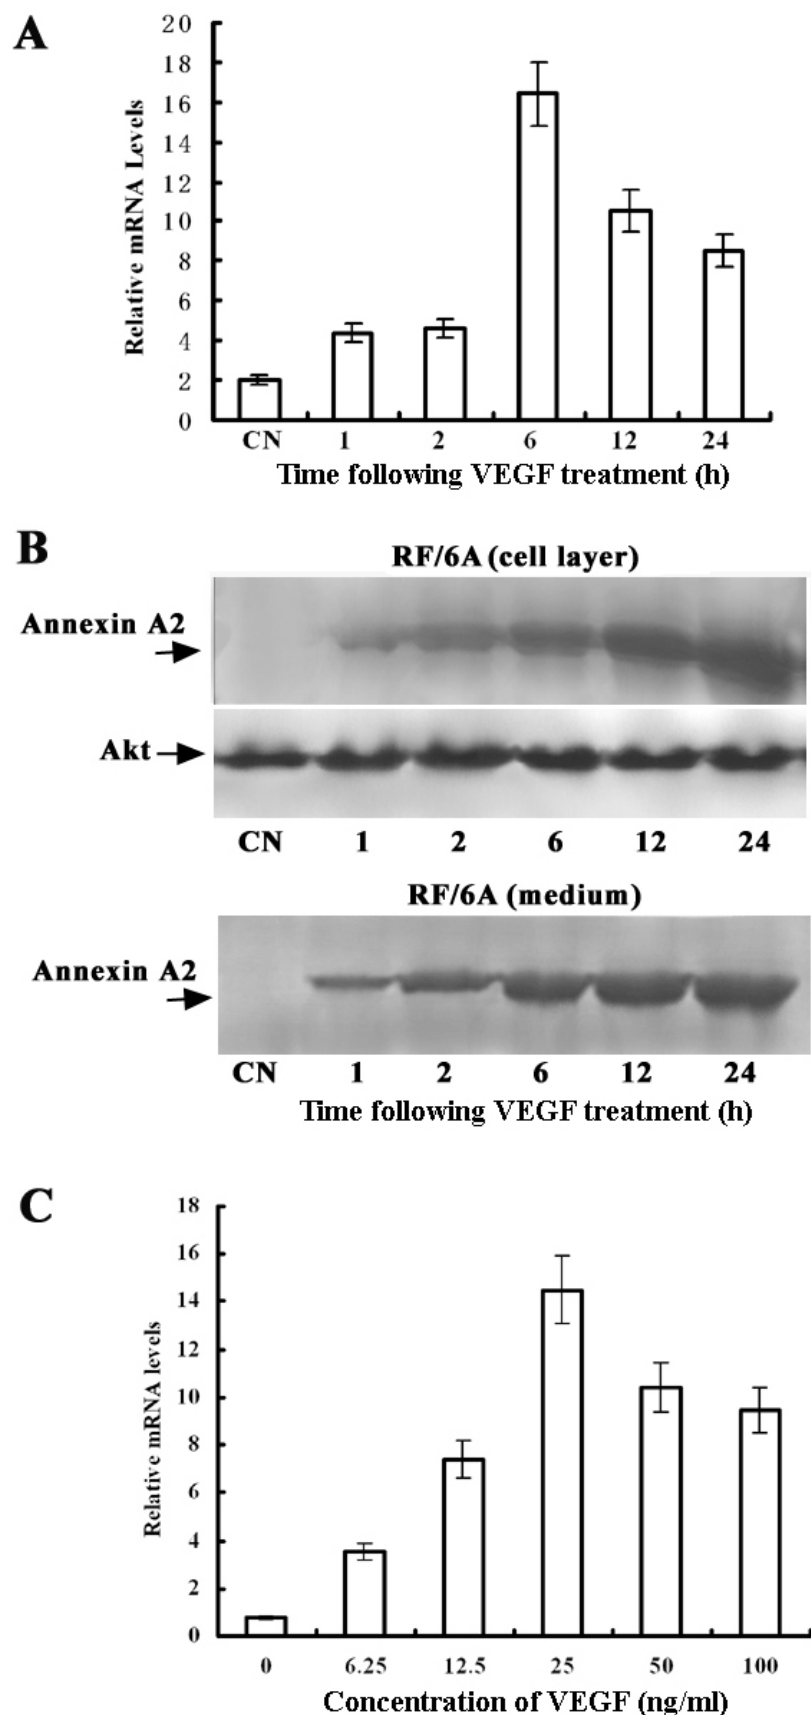 A
20
18
16
14
12
10
8
6
4
2
0
Relative mRNA Levels
CN 1 2 6 12 24
Time following VEGF treatment (h)
B
RF/6A (cell layer)
Annexin A2
Akt
CN 1 2 6 12 24
RF/6A (medium)
Annexin A2
CN 1 2 6 12 24
Time following VEGF treatment (h)
C
18
16
14
12
10
8
6
4
2
0
Relative mRNA levels
0 6.25 12.5 25 50 100
Concentration of VEGF (ng/ml)